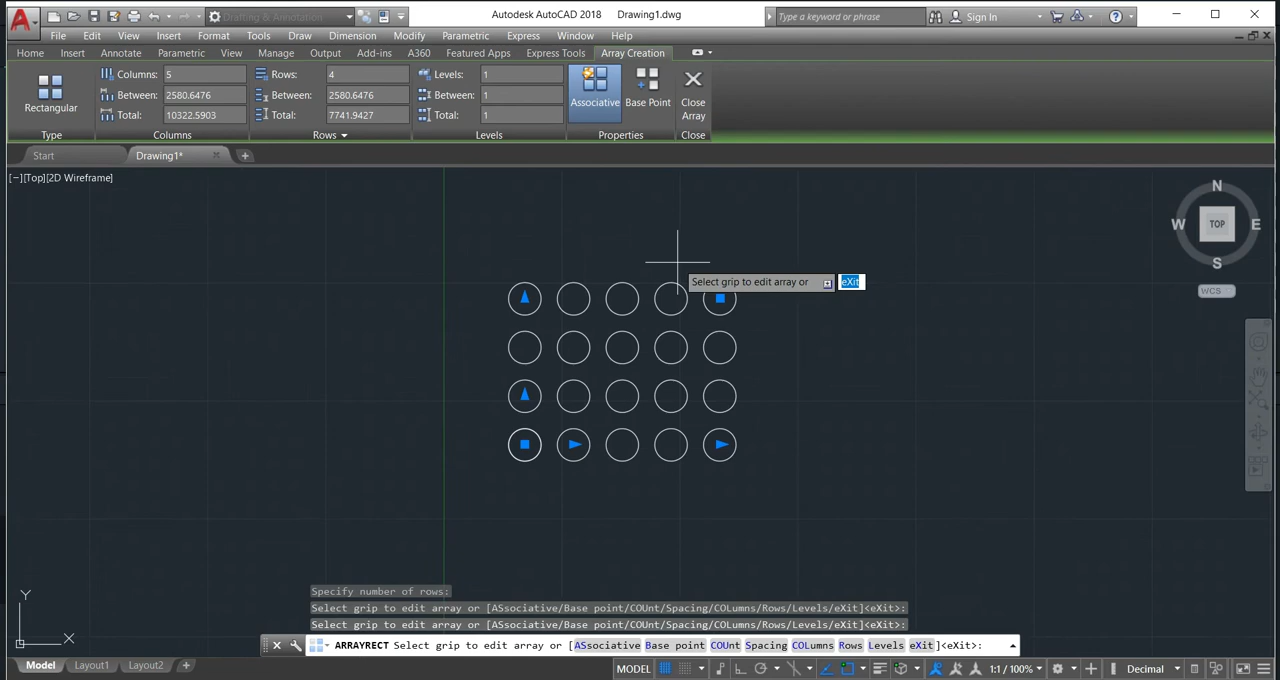 A Drafting & Annotation Autodesk AutoCAD 2018 Drawing1.dwg Type a keyword or phrase Sign In
File Edit View Insert Format Tools Draw Dimension Modify Parametric Express Window Help
Home Insert Annotate Parametric View Manage Output Add-ins A360 Featured Apps Express Tools Array Creation
Columns: 5 Rows: 4 Levels: 1
Between: 2580.6476 Between: 2580.6476 Between: 1
Rectangular Associative Base Point Close
Total: 10322.5903 Total: 7741.9427 Total: 1 Array
Type Columns Rows Levels Properties Close
Start Drawing1*
[−][Top][2D Wireframe]
N
W TOP E
S
WCS
Select grip to edit array or eXit
Specify number of rows:
Select grip to edit array or [ASsociative/Base point/COUnt/Spacing/COLumns/Rows/Levels/eXit]<eXit>:
Select grip to edit array or [ASsociative/Base point/COUnt/Spacing/COLumns/Rows/Levels/eXit]<eXit>:
Y
X
ARRAYRECT Select grip to edit array or [ASsociative Base point COUnt Spacing COLumns Rows Levels eXit]<eXit>:
Model Layout1 Layout2 + MODEL 1:1 / 100% Decimal